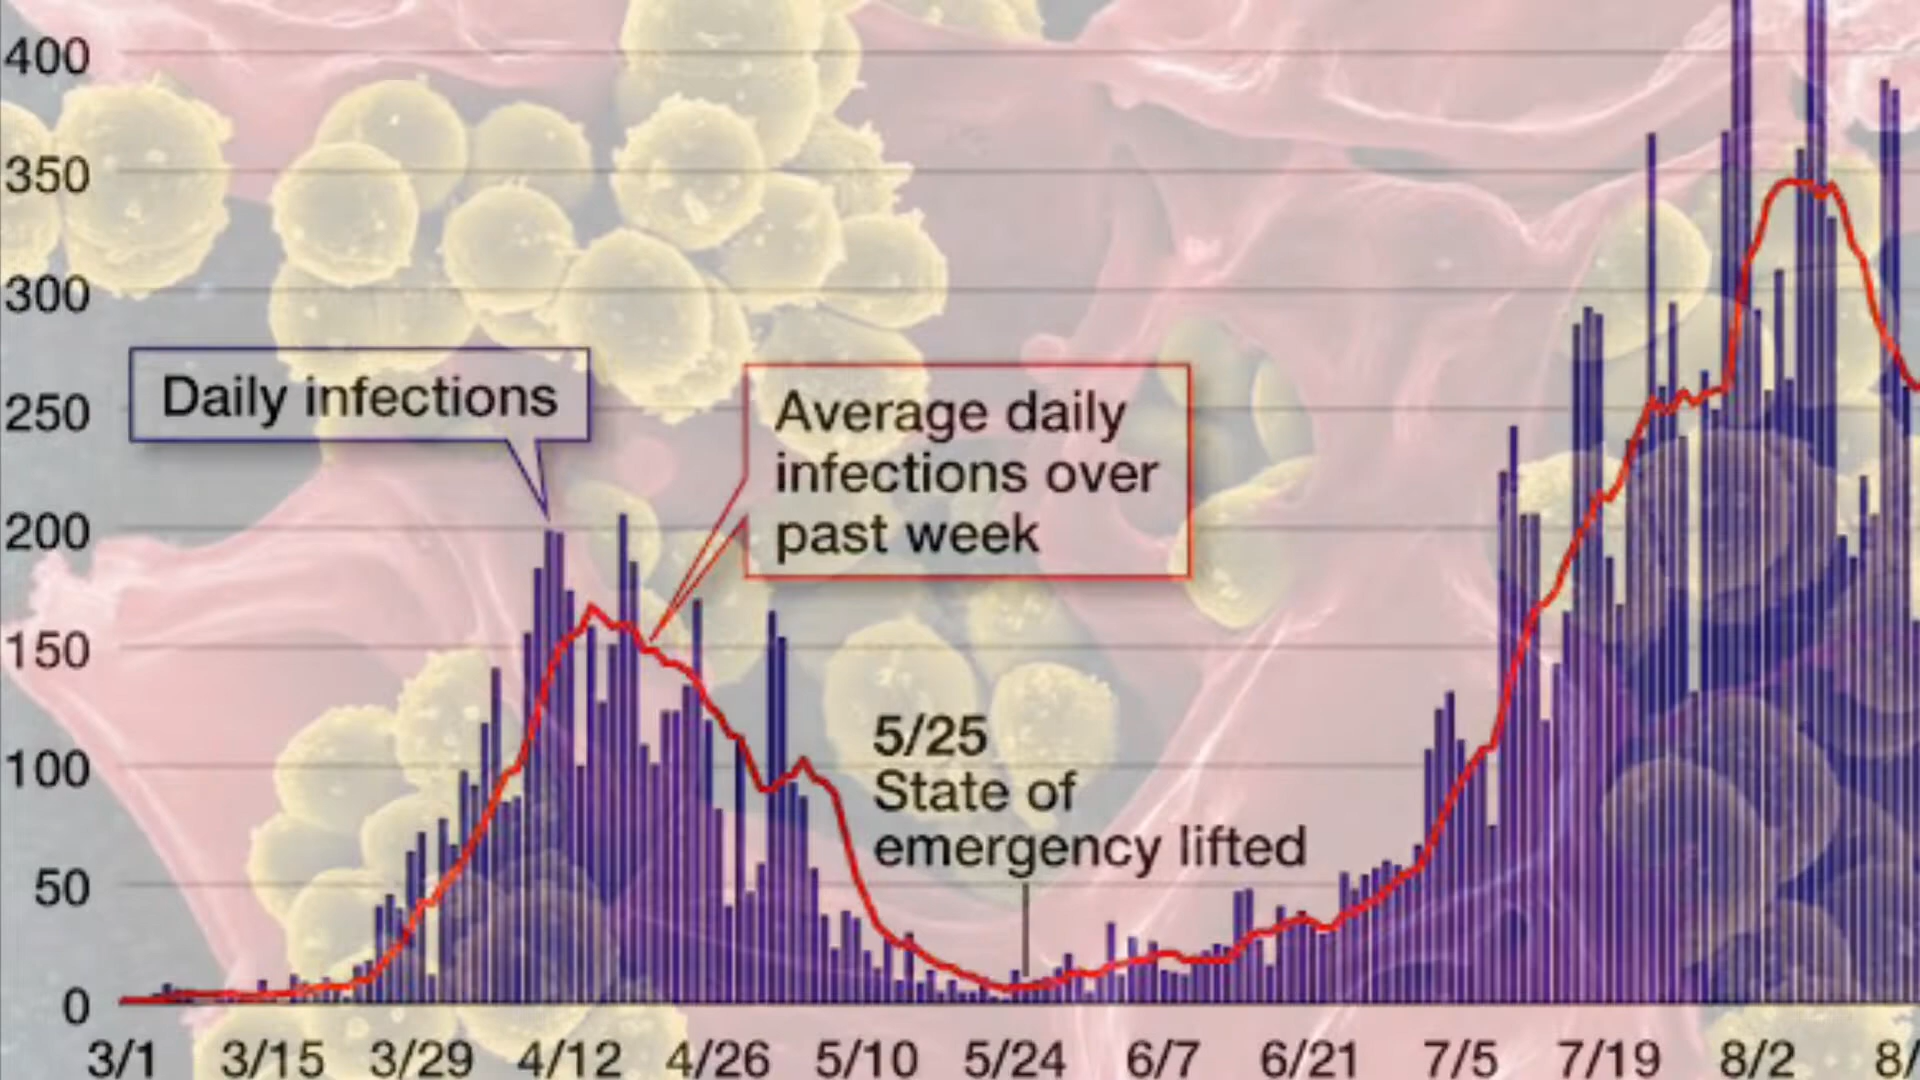 400
350
300
250
200
150
100
50
0
Daily infections
Average daily
infections over
past week
5/25
State of
emergency lifted
3/1 3/15 3/29 4/12 4/26 5/10 5/24 6/7 6/21 7/5 7/19 8/2 8/